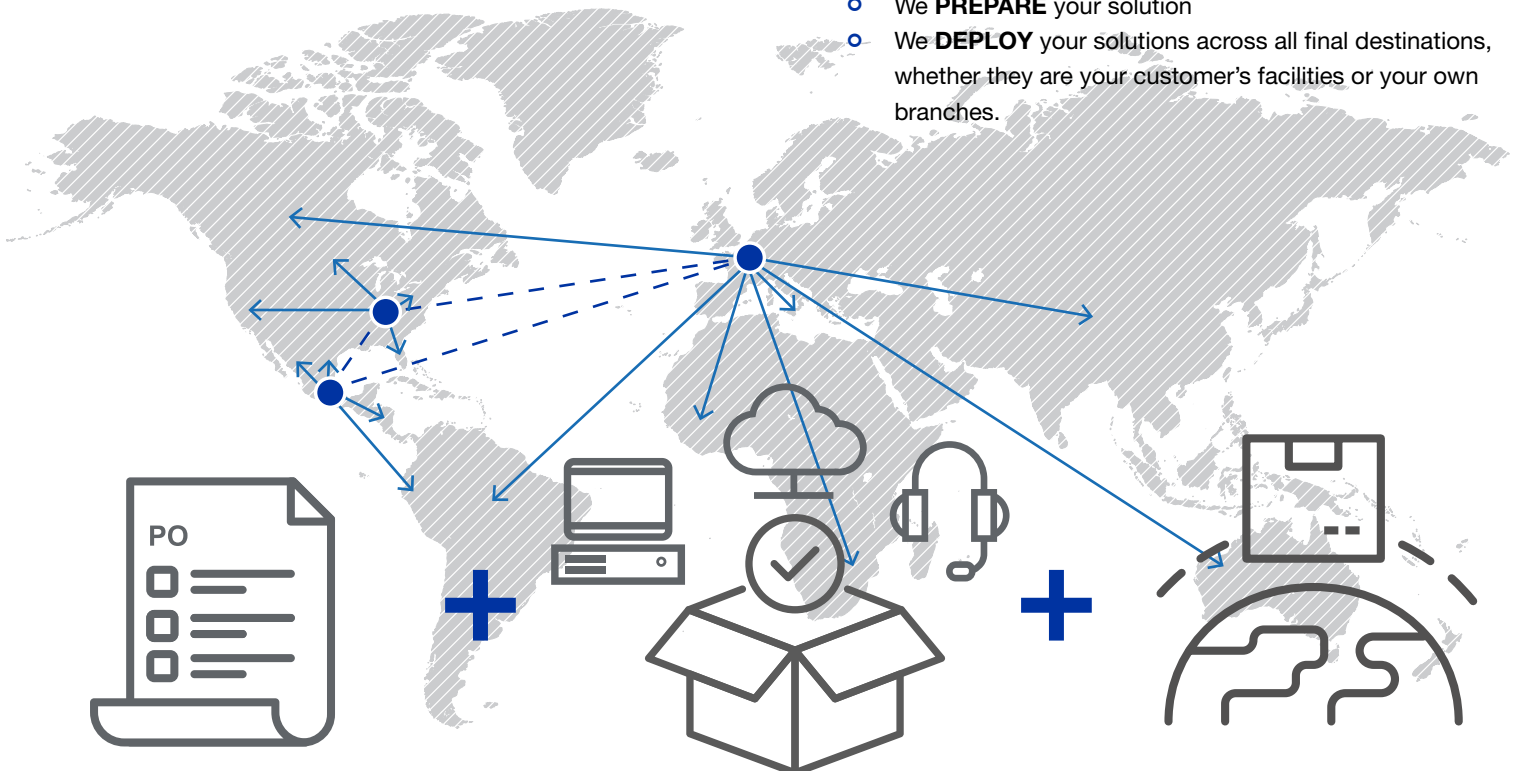 We PREPARE your solution
We DEPLOY your solutions across all final destinations,
whether they are your customer’s facilities or your own
branches.
PO